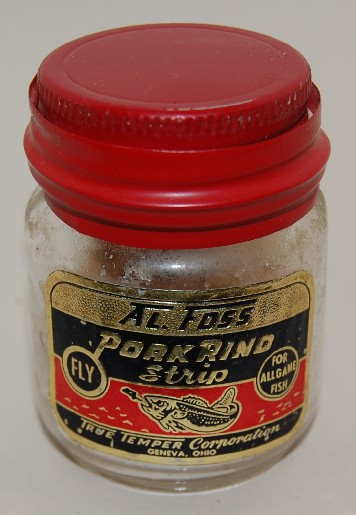 AL. FOSS
PORK RIND
Strip
FLY
FOR
ALL GAME
FISH
TRUE TEMPER Corporation
GENEVA, OHIO